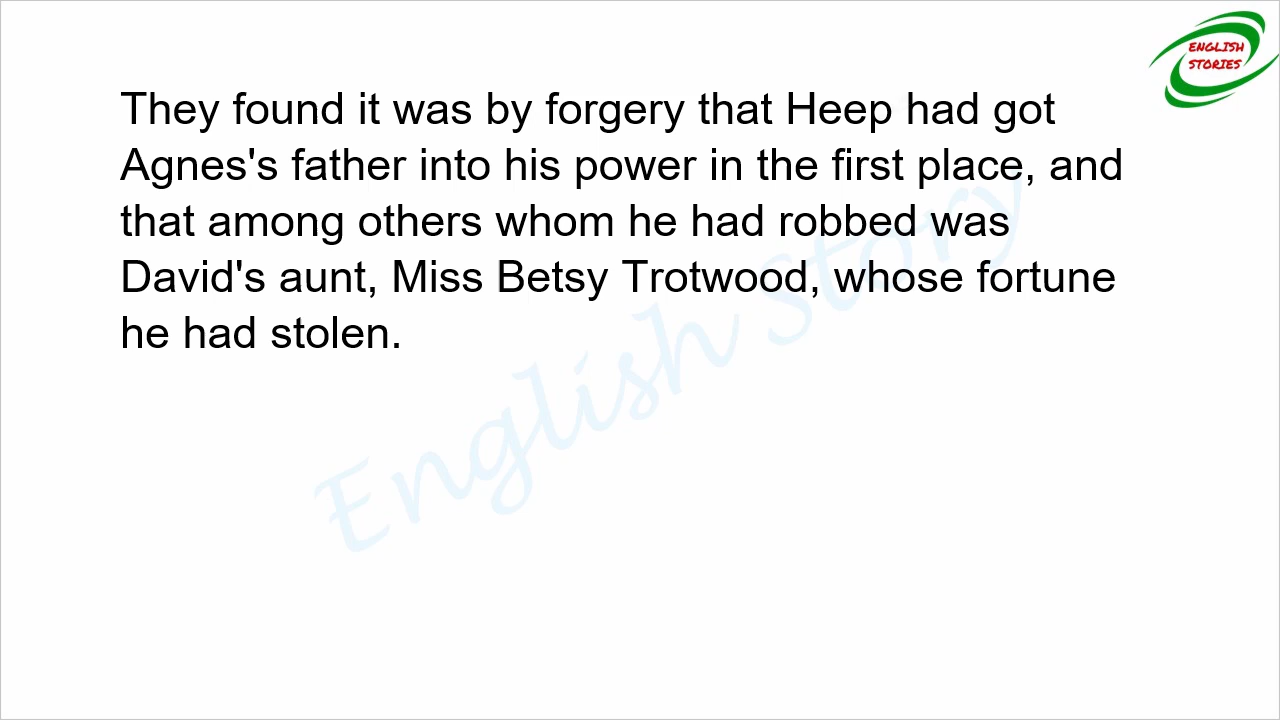 ENGLISH
STORIES
They found it was by forgery that Heep had got
Agnes's father into his power in the first place, and
that among others whom he had robbed was
David's aunt, Miss Betsy Trotwood, whose fortune
he had stolen.
English Story